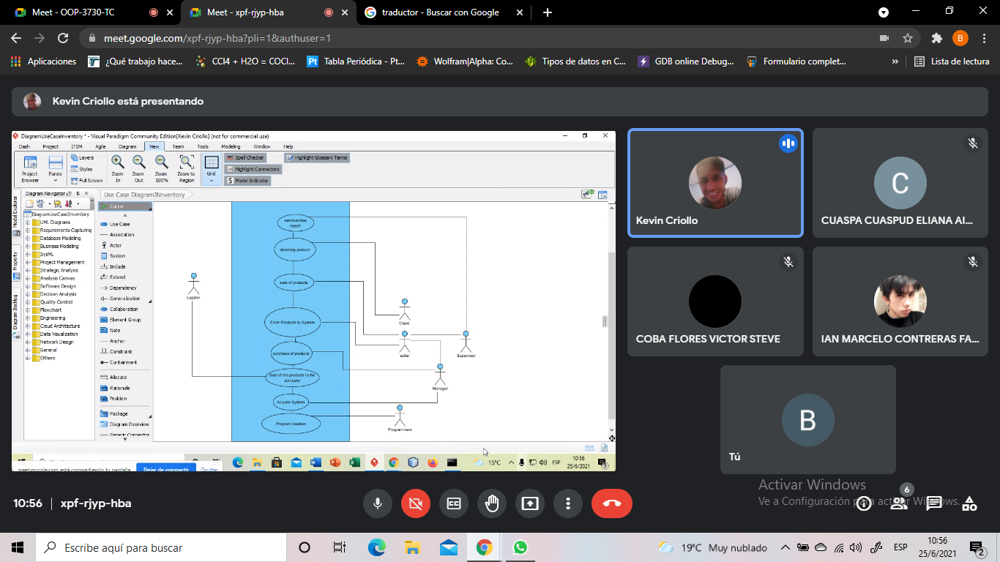 Meet - OOP-3730-TC
Meet - xpf-rjyp-hba
traductor - Buscar con Google
meet.google.com/xpf-rjyp-hba?pli=1&authuser=1
B
Aplicaciones
¿Qué trabajo hace...
CCl4 + H2O = COCl...
Pt
Tabla Periódica - Pt...
Wolfram|Alpha: Co...
Tipos de datos en C...
GDB online Debug...
Formulario complet...
»
Lista de lectura
Kevin Criollo está presentando
DiagramUseCaseInventory * - Visual Paradigm Community Edition[Kevin Criollo] (not for commercial use)
Dash
Project
ITSM
Agile
Diagram
View
Team
Tools
Modeling
Window
Help
Project Browser
Panes
Layers
Styles
Full Screen
Zoom In
Zoom Out
Zoom 100%
Zoom to Region
Grid
Spell Checker
Highlight Connectors
Model Indicator
Highlight Glossary Terms
Model Explorer
Property
Diagram Backlog
Diagram Navigator
DiagramUseCaseInventory
UML Diagrams
Requirements Capturing
Database Modeling
Business Modeling
SysML
Project Management
Strategic Analysis
Analysis Canvas
Software Design
Decision Analysis
Quality Control
Flowchart
Engineering
Cloud Architecture
Data Visualization
Network Design
General
Others
Use Case DiagramINnventory
Cursor
Use Case
Association
Actor
System
Include
Extend
Dependency
Generalization
Collaboration
Element Group
Note
Anchor
Constraint
Containment
Allocate
Rationale
Problem
Package
Diagram Overview
Generic Connector
merchandise report
obtaining product
sale of products
Enter Products to System
purchase of products
Sale of the products to the company
Acquire System
Program creation
supplier
Client
seller
Supervisor
Manager
Programmers
meet.google.com está compartiendo tu pantalla.
Dejar de compartir
Ocultar
15°C
ESP
10:56
25/6/2021
3
Kevin Criollo
C
CUASPA CUASPUD ELIANA AI...
COBA FLORES VICTOR STEVE
IAN MARCELO CONTRERAS FA...
B
Tú
10:56 | xpf-rjyp-hba
6
Activar Windows
Ve a Configuración para activar Windows.
Escribe aquí para buscar
19°C Muy nublado
ESP
10:56
25/6/2021
2